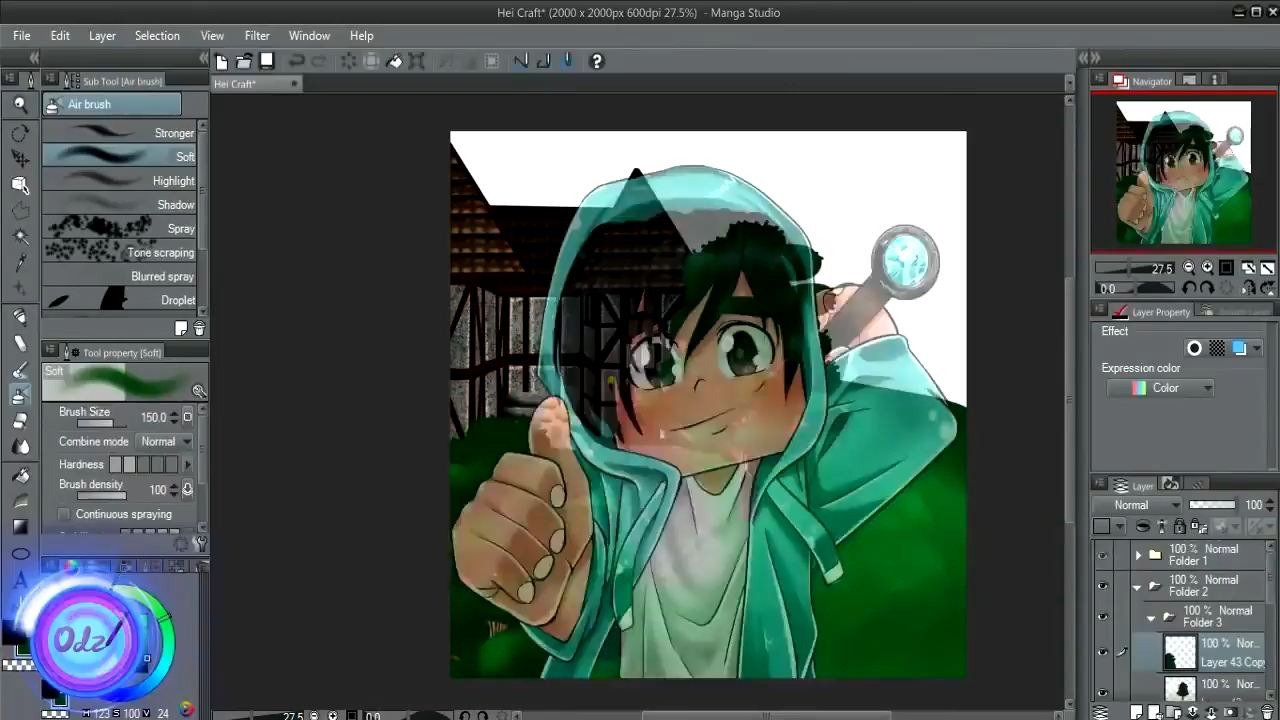 Hei Craft* (2000 x 2000px 600dpi 27.5%) - Manga Studio
File Edit Layer Selection View Filter Window Help
Sub Tool [Air brush]
Air brush
Stronger
Soft
Highlight
Shadow
Spray
Tone scraping
Blurred spray
Droplet
Tool property [Soft]
Soft
Brush Size 150.0
Combine mode Normal
Hardness
Brush density 100
Continuous spraying
Odz
H 123 S 100 V 24
Hei Craft*
27.5 0.0
Navigator
27.5
0.0
Layer Property
Effect
Expression color
Color
Layer
Normal 100
100 % Normal
Folder 1
100 % Normal
Folder 2
100 % Normal
Folder 3
100 % Nor...
Layer 43 Copy
100 % Nor...